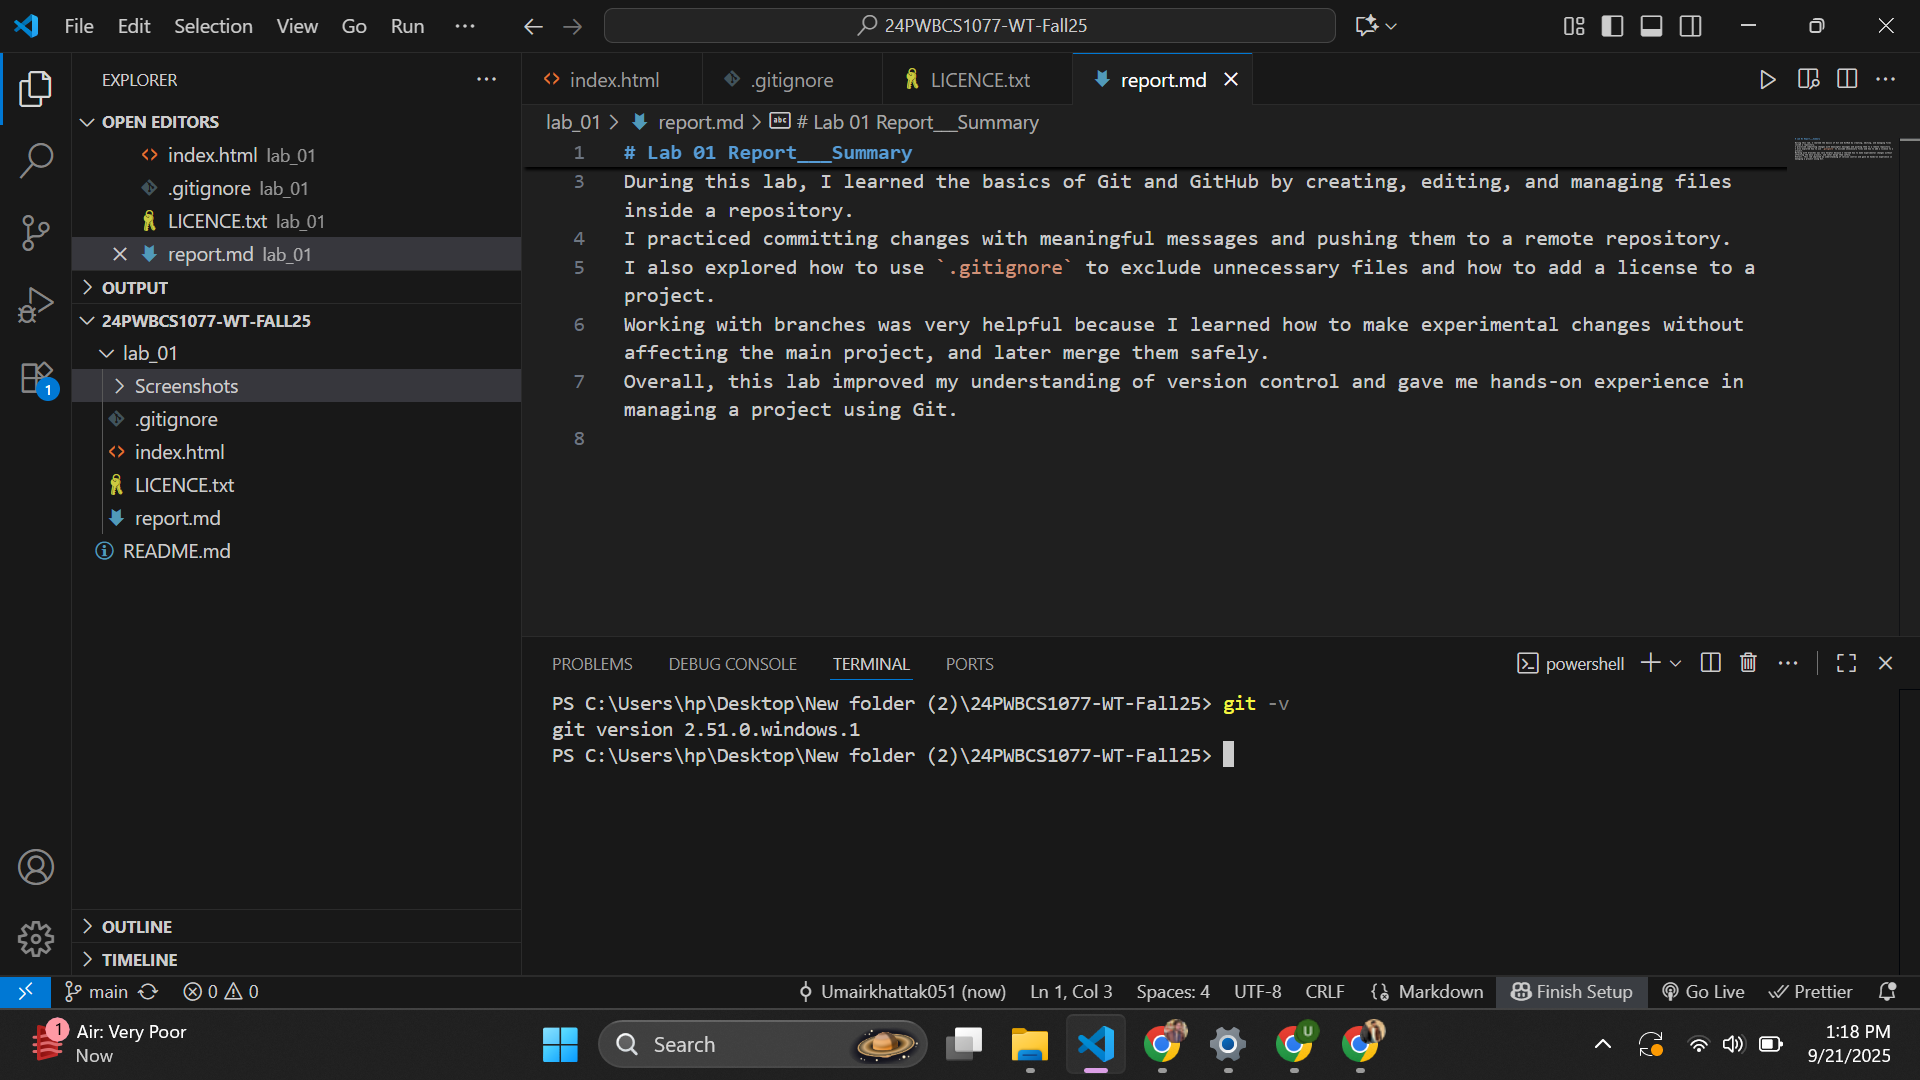 File Edit Selection View Go Run ···
24PWBCS1077-WT-Fall25
EXPLORER
OPEN EDITORS
index.html lab_01
.gitignore lab_01
LICENCE.txt lab_01
report.md lab_01
OUTPUT
24PWBCS1077-WT-FALL25
lab_01
Screenshots
.gitignore
index.html
LICENCE.txt
report.md
README.md
OUTLINE
TIMELINE
1
index.html .gitignore LICENCE.txt report.md
lab_01 > report.md > # Lab 01 Report___Summary
1 # Lab 01 Report___Summary
3 During this lab, I learned the basics of Git and GitHub by creating, editing, and managing files
inside a repository.
4 I practiced committing changes with meaningful messages and pushing them to a remote repository.
5 I also explored how to use `.gitignore` to exclude unnecessary files and how to add a license to a
project.
6 Working with branches was very helpful because I learned how to make experimental changes without
affecting the main project, and later merge them safely.
7 Overall, this lab improved my understanding of version control and gave me hands-on experience in
managing a project using Git.
8
PROBLEMS DEBUG CONSOLE TERMINAL PORTS
powershell
PS C:\Users\hp\Desktop\New folder (2)\24PWBCS1077-WT-Fall25> git -v
git version 2.51.0.windows.1
PS C:\Users\hp\Desktop\New folder (2)\24PWBCS1077-WT-Fall25>
main 0 0 Umairkhattak051 (now) Ln 1, Col 3 Spaces: 4 UTF-8 CRLF Markdown Finish Setup Go Live Prettier
1
Air: Very Poor
Now
Search
U
1:18 PM
9/21/2025